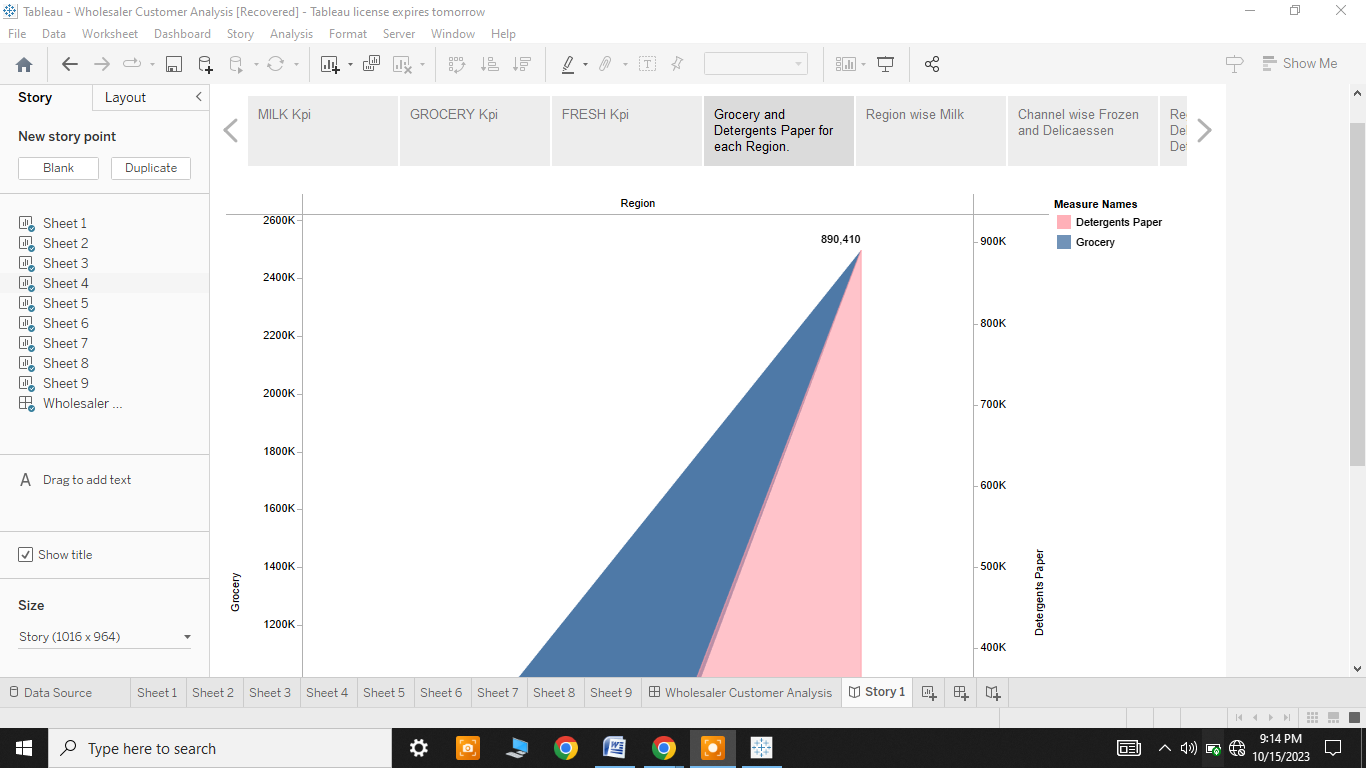 Tableau - Wholesaler Customer Analysis [Recovered] - Tableau license expires tomorrow
File Data Worksheet Dashboard Story Analysis Format Server Window Help
Show Me
Story Layout
New story point
Blank Duplicate
Sheet 1
Sheet 2
Sheet 3
Sheet 4
Sheet 5
Sheet 6
Sheet 7
Sheet 8
Sheet 9
Wholesaler ...
A Drag to add text
Show title
Size
Story (1016 x 964)
MILK Kpi
GROCERY Kpi
FRESH Kpi
Grocery and
Detergents Paper for
each Region.
Region wise Milk
Channel wise Frozen
and Delicaessen
Region
2600K
2400K
2200K
2000K
1800K
1600K
1400K
1200K
Grocery
890,410
900K
800K
700K
600K
500K
400K
Detergents Paper
Measure Names
Detergents Paper
Grocery
Data Source Sheet 1 Sheet 2 Sheet 3 Sheet 4 Sheet 5 Sheet 6 Sheet 7 Sheet 8 Sheet 9 Wholesaler Customer Analysis Story 1
Type here to search
9:14 PM
10/15/2023